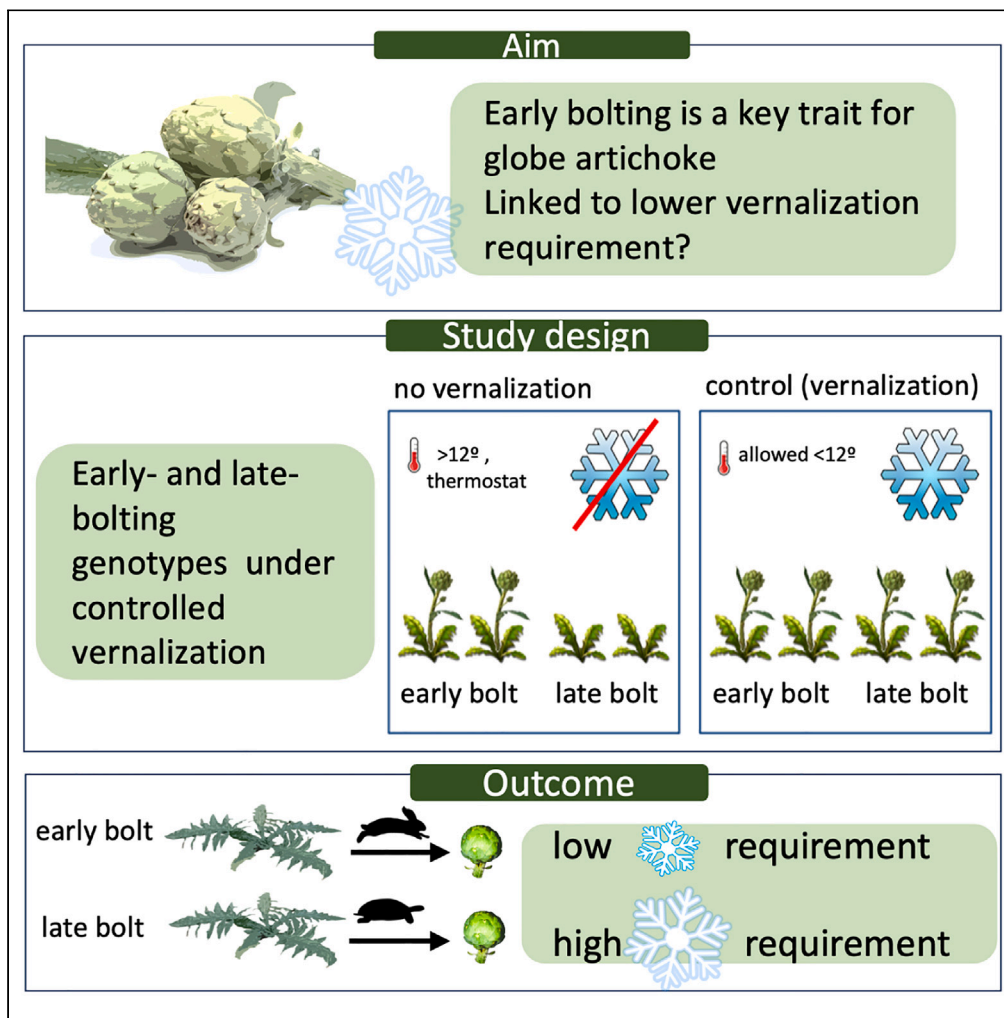 Aim
Early bolting is a key trait for
globe artichoke
Linked to lower vernalization
requirement?
Study design
Early- and late-
bolting
genotypes under
controlled
vernalization
no vernalization
>12º ,
thermostat
early bolt late bolt
control (vernalization)
allowed <12º
early bolt late bolt
Outcome
early bolt
low requirement
late bolt
high requirement